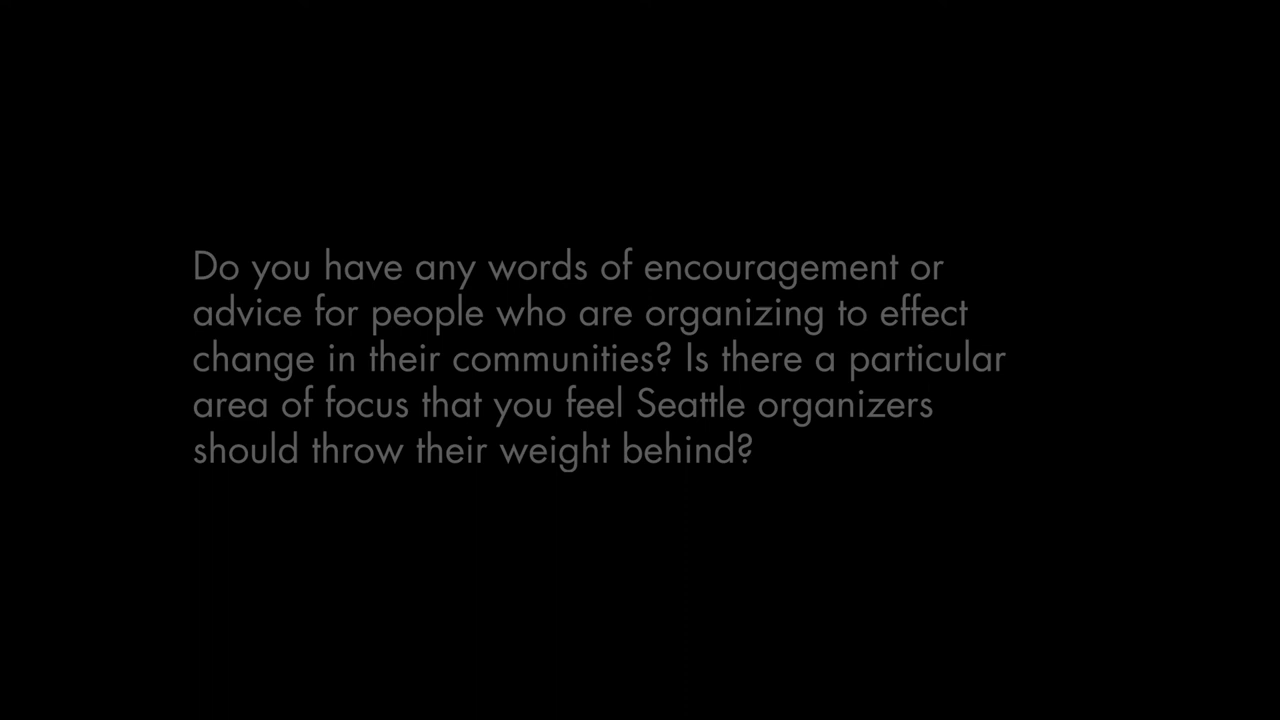 Do you have any words of encouragement or
advice for people who are organizing to effect
change in their communities? Is there a particular
area of focus that you feel Seattle organizers
should throw their weight behind?